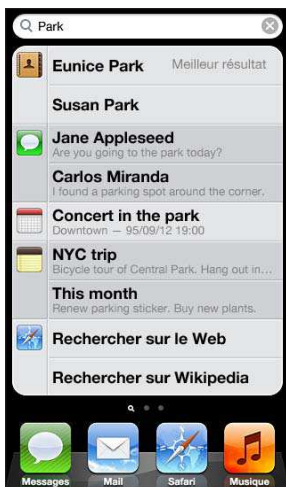 Park
Eunice Park Meilleur résultat
Susan Park
Jane Appleseed
Are you going to the park today?
Carlos Miranda
I found a parking spot around the corner.
Concert in the park
Downtown — 95/09/12 19:00
NYC trip
Bicycle tour of Central Park. Hang out in…
This month
Renew parking sticker. Buy new plants.
Rechercher sur le Web
Rechercher sur Wikipedia
Messages Mail Safari Musique